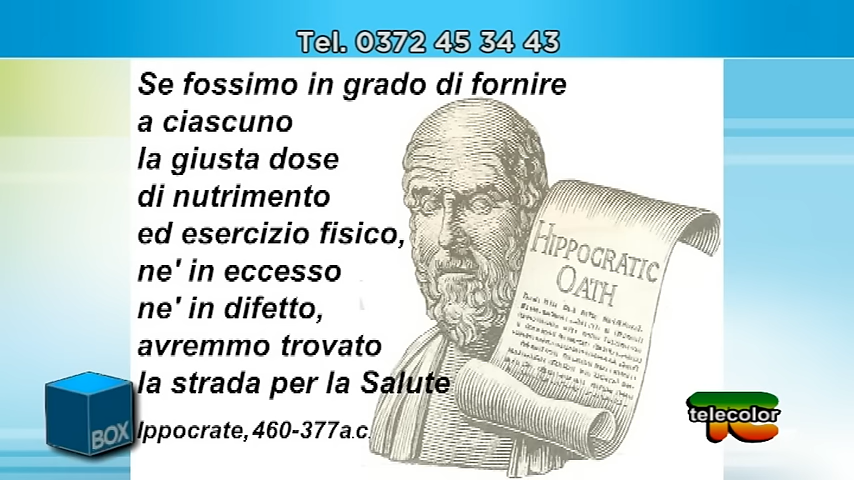 Tel. 0372 45 34 43
Se fossimo in grado di fornire
a ciascuno
la giusta dose
di nutrimento
ed esercizio fisico,
ne' in eccesso
ne' in difetto,
avremmo trovato
la strada per la Salute
Ippocrate, 460-377a.c.
HIPPOCRATIC
OATH
BOX
telecolor